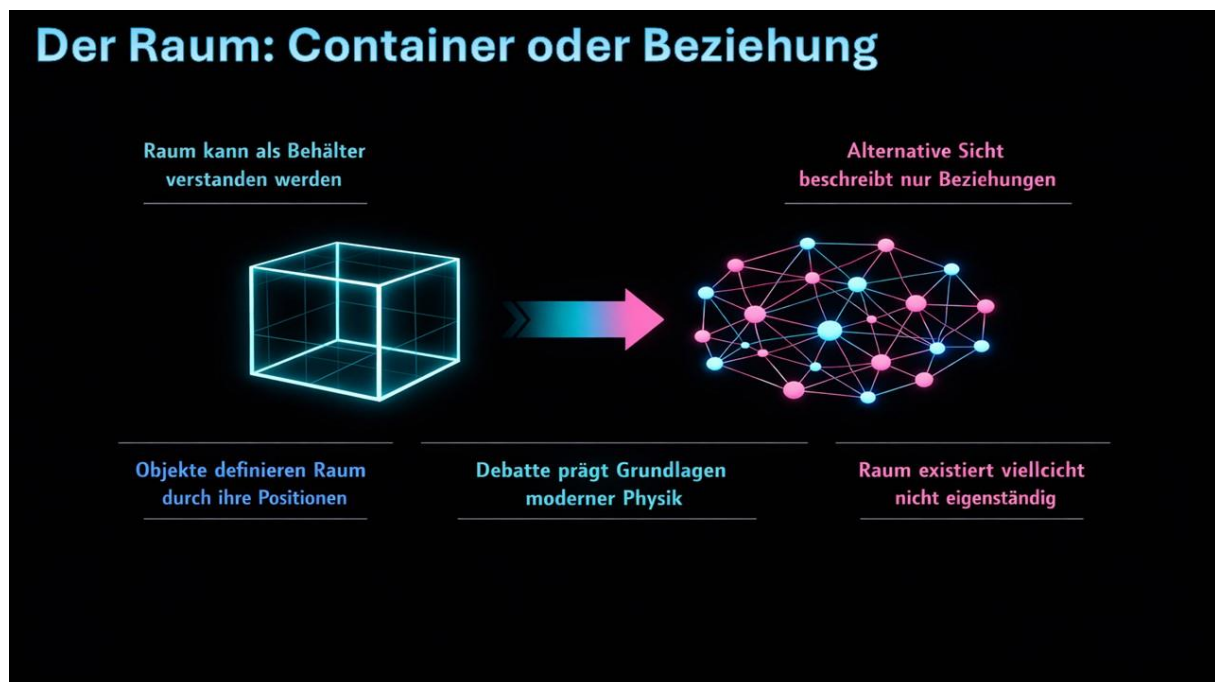 Der Raum: Container oder Beziehung
Raum kann als Behälter
verstanden werden
Alternative Sicht
beschreibt nur Beziehungen
Objekte definieren Raum
durch ihre Positionen
Debatte prägt Grundlagen
moderner Physik
Raum existiert viellcicht
nicht eigenständig